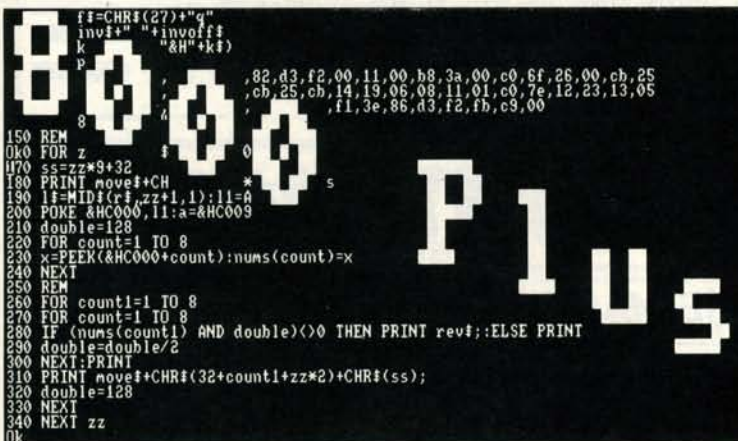 f$=CHR$(27)+"q"
inv$+" "+invoff$
k "&H"+k$)
p
, ,82,d3,f2,00,11,00,b8,3a,00,c0,6f,26,00,cb,25
,cb,25,cb,14,19,06,08,11,01,c0,7e,12,23,13,05
, ,f1,3e,86,d3,f2,fb,c9,00
8 &
8000 Plus
150 REM
Ok0 FOR z $ 0
70 ss=zz*9+32
180 PRINT move$+CH * s
190 l$=MID$(r$,zz+1,1):l1=A
200 POKE &HC000,l1:a=&HC009
210 double=128
220 FOR count=1 TO 8
230 x=PEEK(&HC000+count):nums(count)=x
240 NEXT
250 REM
260 FOR count1=1 TO 8
270 FOR count=1 TO 8
280 IF (nums(count1) AND double)<>0 THEN PRINT rev$;:ELSE PRINT
290 double=double/2
300 NEXT:PRINT
310 PRINT move$+CHR$(32+count1+zz*2)+CHR$(ss);
320 double=128
330 NEXT
340 NEXT zz
Ok